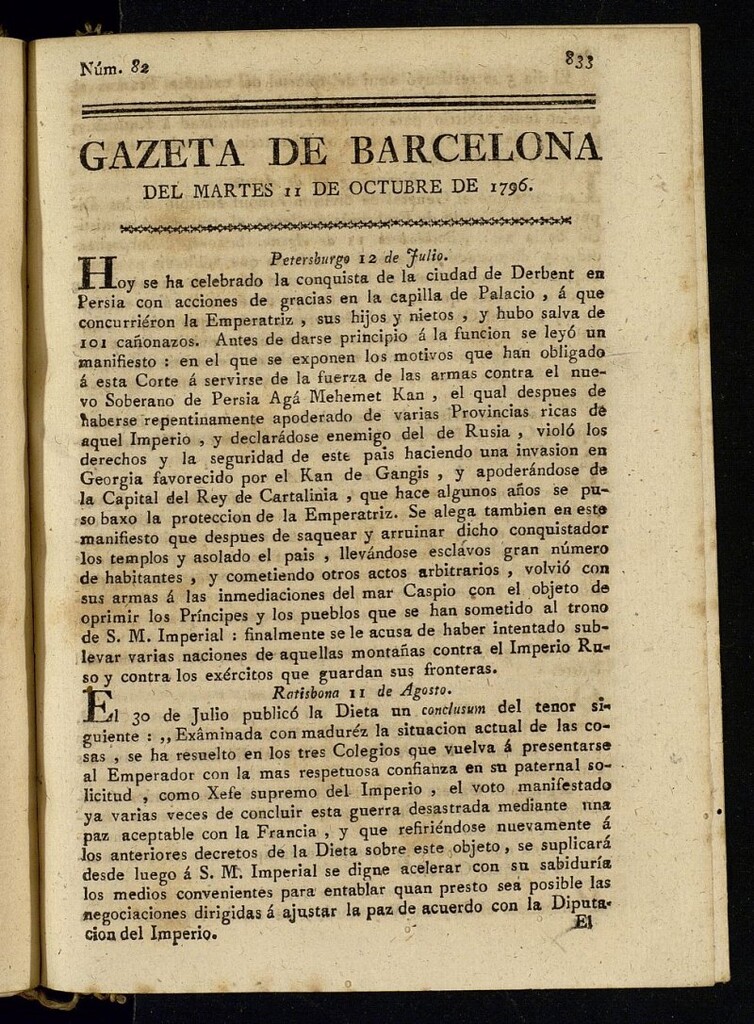 Núm. 82
833
GAZETA DE BARCELONA
DEL MARTES 11 DE OCTUBRE DE 1796.
Petersburgo 12 de Julio.
Hoy se ha celebrado la conquista de la ciudad de Derbent en
Persia con acciones de gracias en la capilla de Palacio , á que
concurriéron la Emperatriz , sus hijos y nietos , y hubo salva de
101 cañonazos. Antes de darse principio á la funcion se leyó un
manifiesto : en el que se exponen los motivos que han obligado
á esta Corte á servirse de la fuerza de las armas contra el nue-
vo Soberano de Persia Agá Mehemet Kan , el qual despues de
haberse repentinamente apoderado de varias Provincias ricas de
aquel Imperio , y declarádose enemigo del de Rusia , violó los
derechos y la seguridad de este pais haciendo una invasion en
Georgia favorecido por el Kan de Gangis , y apoderándose de
la Capital del Rey de Cartalinia , que hace algunos años se pu-
so baxo la proteccion de la Emperatriz. Se alega tambien en este
manifiesto que despues de saquear y arruinar dicho conquistador
los templos y asolado el pais , llevándose esclavos gran número
de habitantes , y cometiendo otros actos arbitrarios , volvió con
sus armas á las inmediaciones del mar Caspio con el objeto de
oprimir los Príncipes y los pueblos que se han sometido al trono
de S. M. Imperial : finalmente se le acusa de haber intentado sub-
levar varias naciones de aquellas montañas contra el Imperio Ru-
so y contra los exércitos que guardan sus fronteras.
Ratisbona 11 de Agosto.
El 30 de Julio publicó la Dieta un conclusum del tenor si-
guiente : ,, Exâminada con madurez la situacion actual de las co-
sas , se ha resuelto en los tres Colegios que vuelva á presentarse
al Emperador con la mas respetuosa confianza en su paternal so-
licitud , como Xefe supremo del Imperio , el voto manifestado
ya varias veces de concluir esta guerra desastrada mediante una
paz aceptable con la Francia , y que refiriéndose nuevamente á
los anteriores decretos de la Dieta sobre este objeto, se suplicará
desde luego á S. M. Imperial se digne acelerar con su sabiduría
los medios convenientes para entablar quan presto sea posible las
negociaciones dirigidas á ajustar la paz de acuerdo con la Diputa-
cion del Imperio.
El